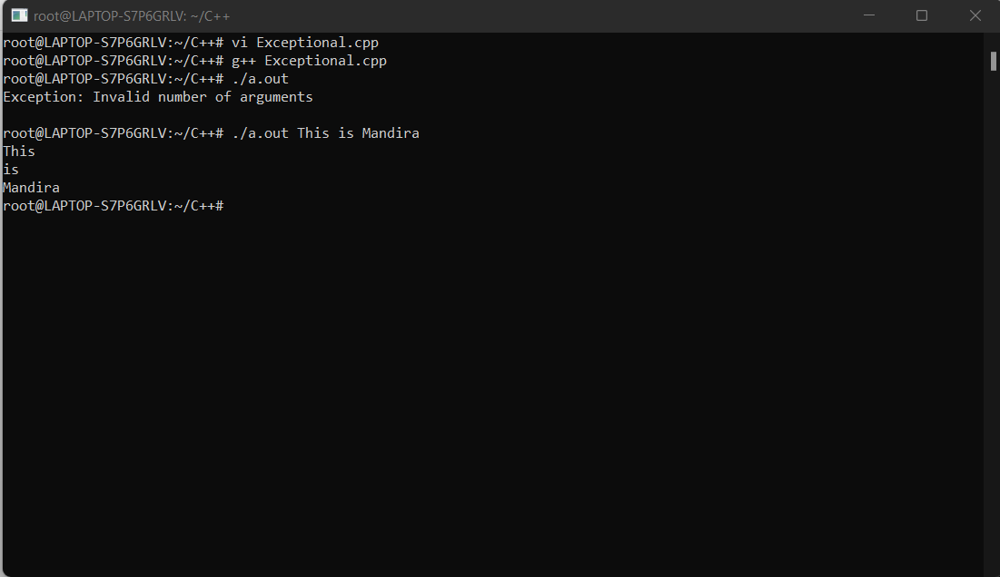 root@LAPTOP-S7P6GRLV: ~/C++
root@LAPTOP-S7P6GRLV:~/C++# vi Exceptional.cpp
root@LAPTOP-S7P6GRLV:~/C++# g++ Exceptional.cpp
root@LAPTOP-S7P6GRLV:~/C++# ./a.out
Exception: Invalid number of arguments
root@LAPTOP-S7P6GRLV:~/C++# ./a.out This is Mandira
This
is
Mandira
root@LAPTOP-S7P6GRLV:~/C++#